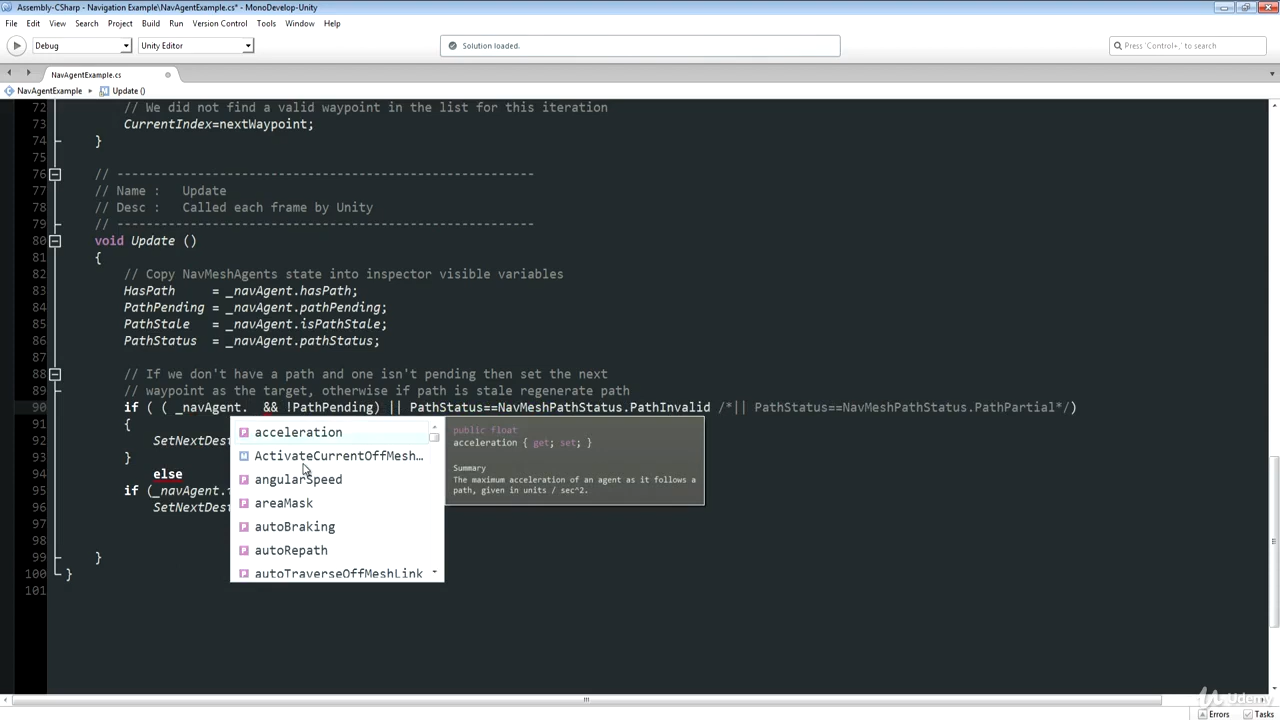 Assembly-CSharp - Navigation Example\NavAgentExample.cs* - MonoDevelop-Unity
File Edit View Search Project Build Run Version Control Tools Window Help
Debug Unity Editor Solution loaded. Press 'Control+,' to search
NavAgentExample.cs
NavAgentExample Update ()
72 // We did not find a valid waypoint in the list for this iteration
73 CurrentIndex=nextWaypoint;
74 }
75
76 // ---------------------------------------------------------
77 // Name : Update
78 // Desc : Called each frame by Unity
79 // ---------------------------------------------------------
80 void Update ()
81 {
82 // Copy NavMeshAgents state into inspector visible variables
83 HasPath = _navAgent.hasPath;
84 PathPending = _navAgent.pathPending;
85 PathStale = _navAgent.isPathStale;
86 PathStatus = _navAgent.pathStatus;
87
88 // If we don't have a path and one isn't pending then set the next
89 // waypoint as the target, otherwise if path is stale regenerate path
90 if ( ( _navAgent. && !PathPending) || PathStatus==NavMeshPathStatus.PathInvalid /*|| PathStatus==NavMeshPathStatus.PathPartial*/)
91 {
92 SetNextDest
93 }
94 else
95 if (_navAgent.
96 SetNextDest
97
98
99 }
100 }
101
acceleration
ActivateCurrentOffMesh...
angularSpeed
areaMask
autoBraking
autoRepath
autoTraverseOffMeshLink
public float
acceleration { get; set; }
Summary
The maximum acceleration of an agent as it follows a
path, given in units / sec^2.
Udemy
Errors Tasks